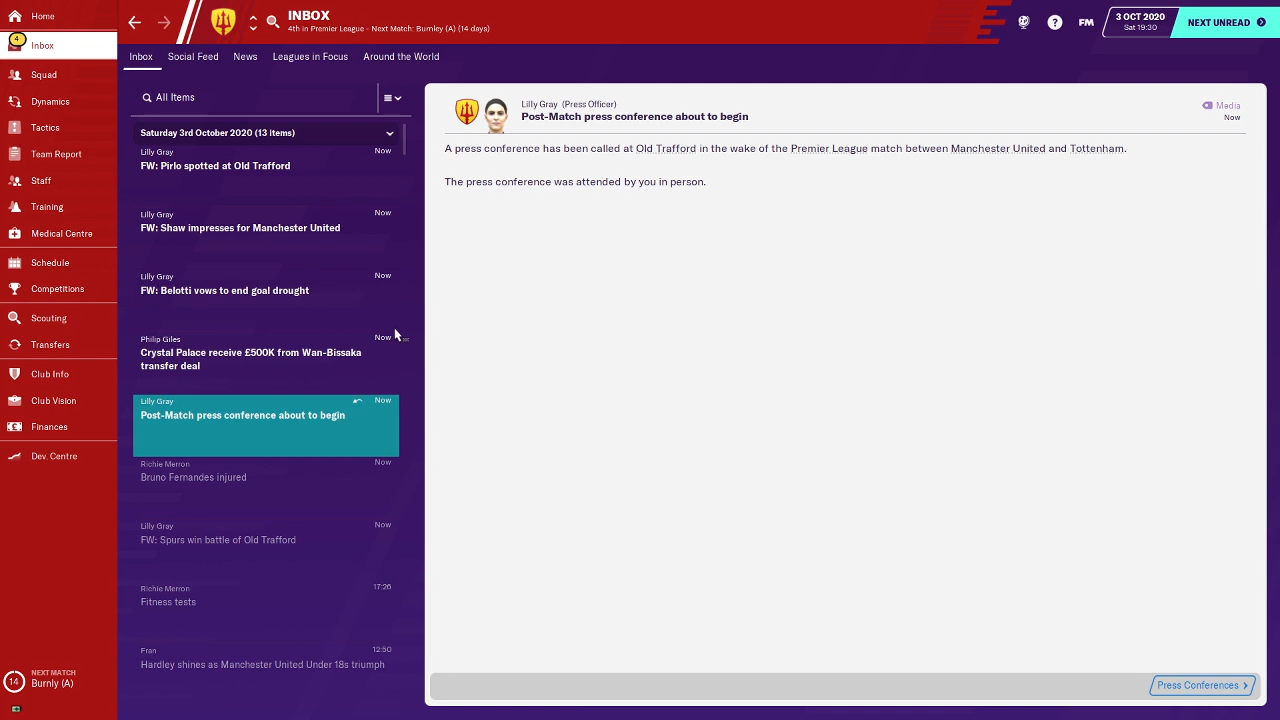 Home
4
Inbox
Squad
Dynamics
Tactics
Team Report
Staff
Training
Medical Centre
Schedule
Competitions
Scouting
Transfers
Club Info
Club Vision
Finances
Dev. Centre
14
NEXT MATCH
Burnly (A)
INBOX
4th in Premier League - Next Match: Burnley (A) (14 days)
?
FM
3 OCT 2020
Sat 19:30
NEXT UNREAD
Inbox
Social Feed
News
Leagues in Focus
Around the World
All Items
Saturday 3rd October 2020 (13 items)
Lilly Gray
Now
FW: Pirlo spotted at Old Trafford
Lilly Gray
Now
FW: Shaw impresses for Manchester United
Lilly Gray
Now
FW: Belotti vows to end goal drought
Philip Giles
Now
Crystal Palace receive £500K from Wan-Bissaka
transfer deal
Lilly Gray
Now
Post-Match press conference about to begin
Richie Merron
Now
Bruno Fernandes injured
Lilly Gray
Now
FW: Spurs win battle of Old Trafford
Richie Merron
17:26
Fitness tests
Fran
12:50
Hardley shines as Manchester United Under 18s triumph
Lilly Gray (Press Officer)
Post-Match press conference about to begin
Media
Now
A press conference has been called at Old Trafford in the wake of the Premier League match between Manchester United and Tottenham.
The press conference was attended by you in person.
Press Conferences